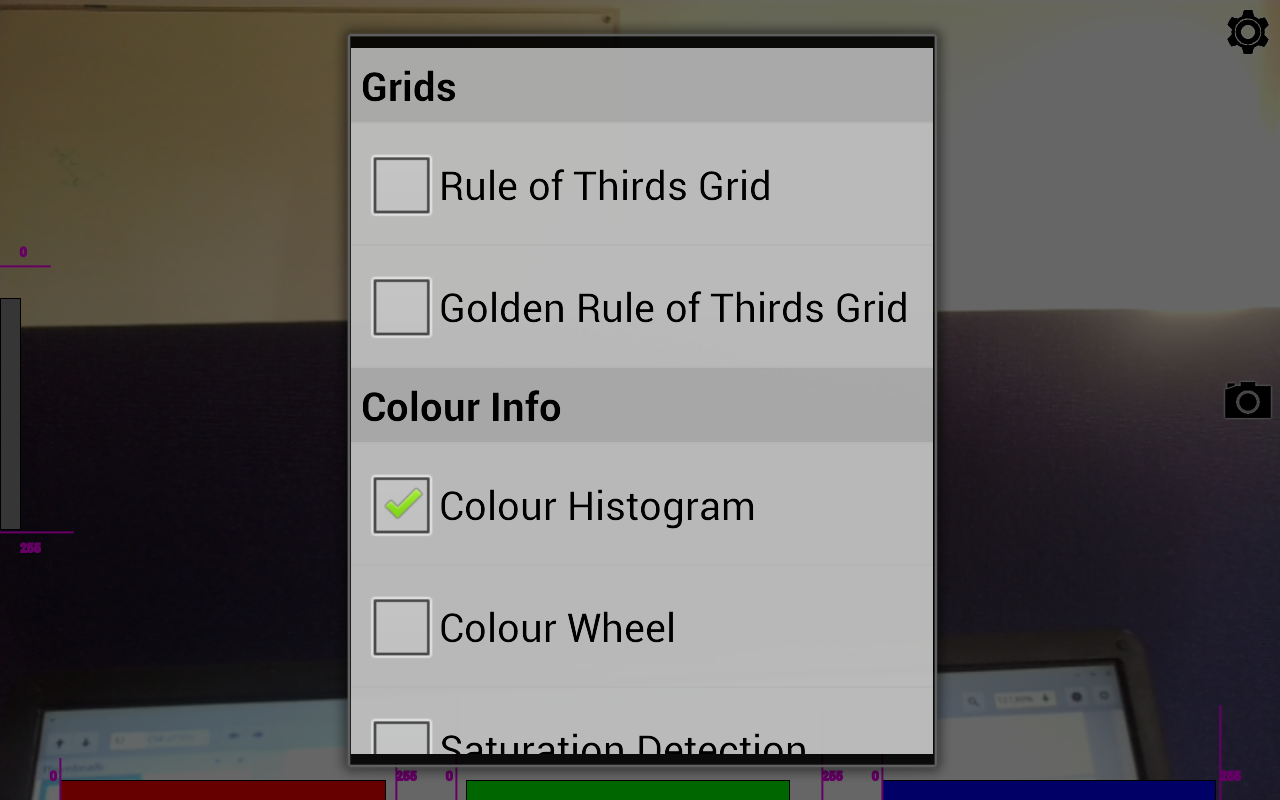 Grids
Rule of Thirds Grid
Golden Rule of Thirds Grid
Colour Info
Colour Histogram
Colour Wheel
Saturation Detection
0
255
0
255
0
255
0
255